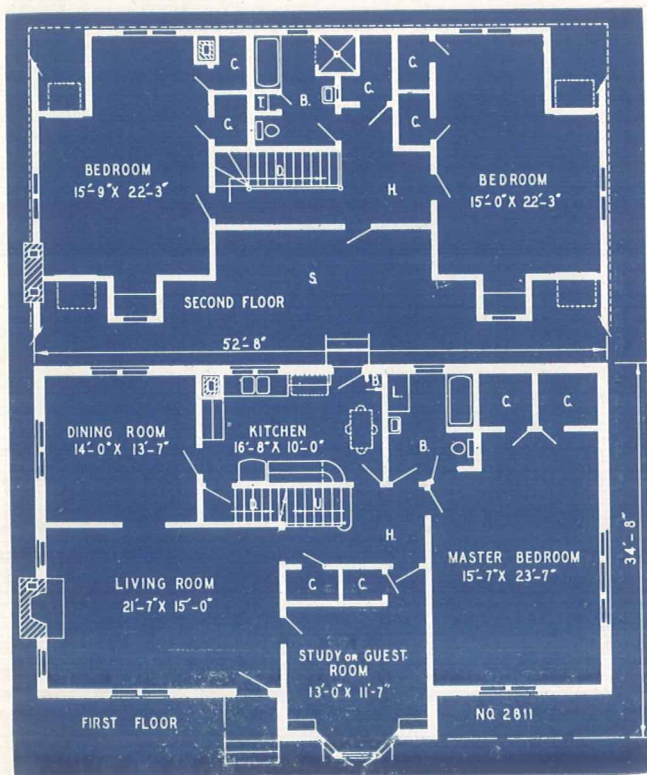 C.
C.
T.
B.
C.
C.
C.
BEDROOM
15'-9" X 22'-3"
D.
H.
BEDROOM
15'-0" X 22'-3"
S.
SECOND FLOOR
52'-8"
DINING ROOM
14'-0" X 13'-7"
KITCHEN
16'-8" X 10'-0"
B
L.
B.
C.
C.
D.
U.
H.
34'-8"
LIVING ROOM
21'-7" X 15'-0"
C.
C.
MASTER BEDROOM
15'-7" X 23'-7"
STUDY OR GUEST
ROOM
13'-0" X 11'-7"
FIRST FLOOR
NO. 2811